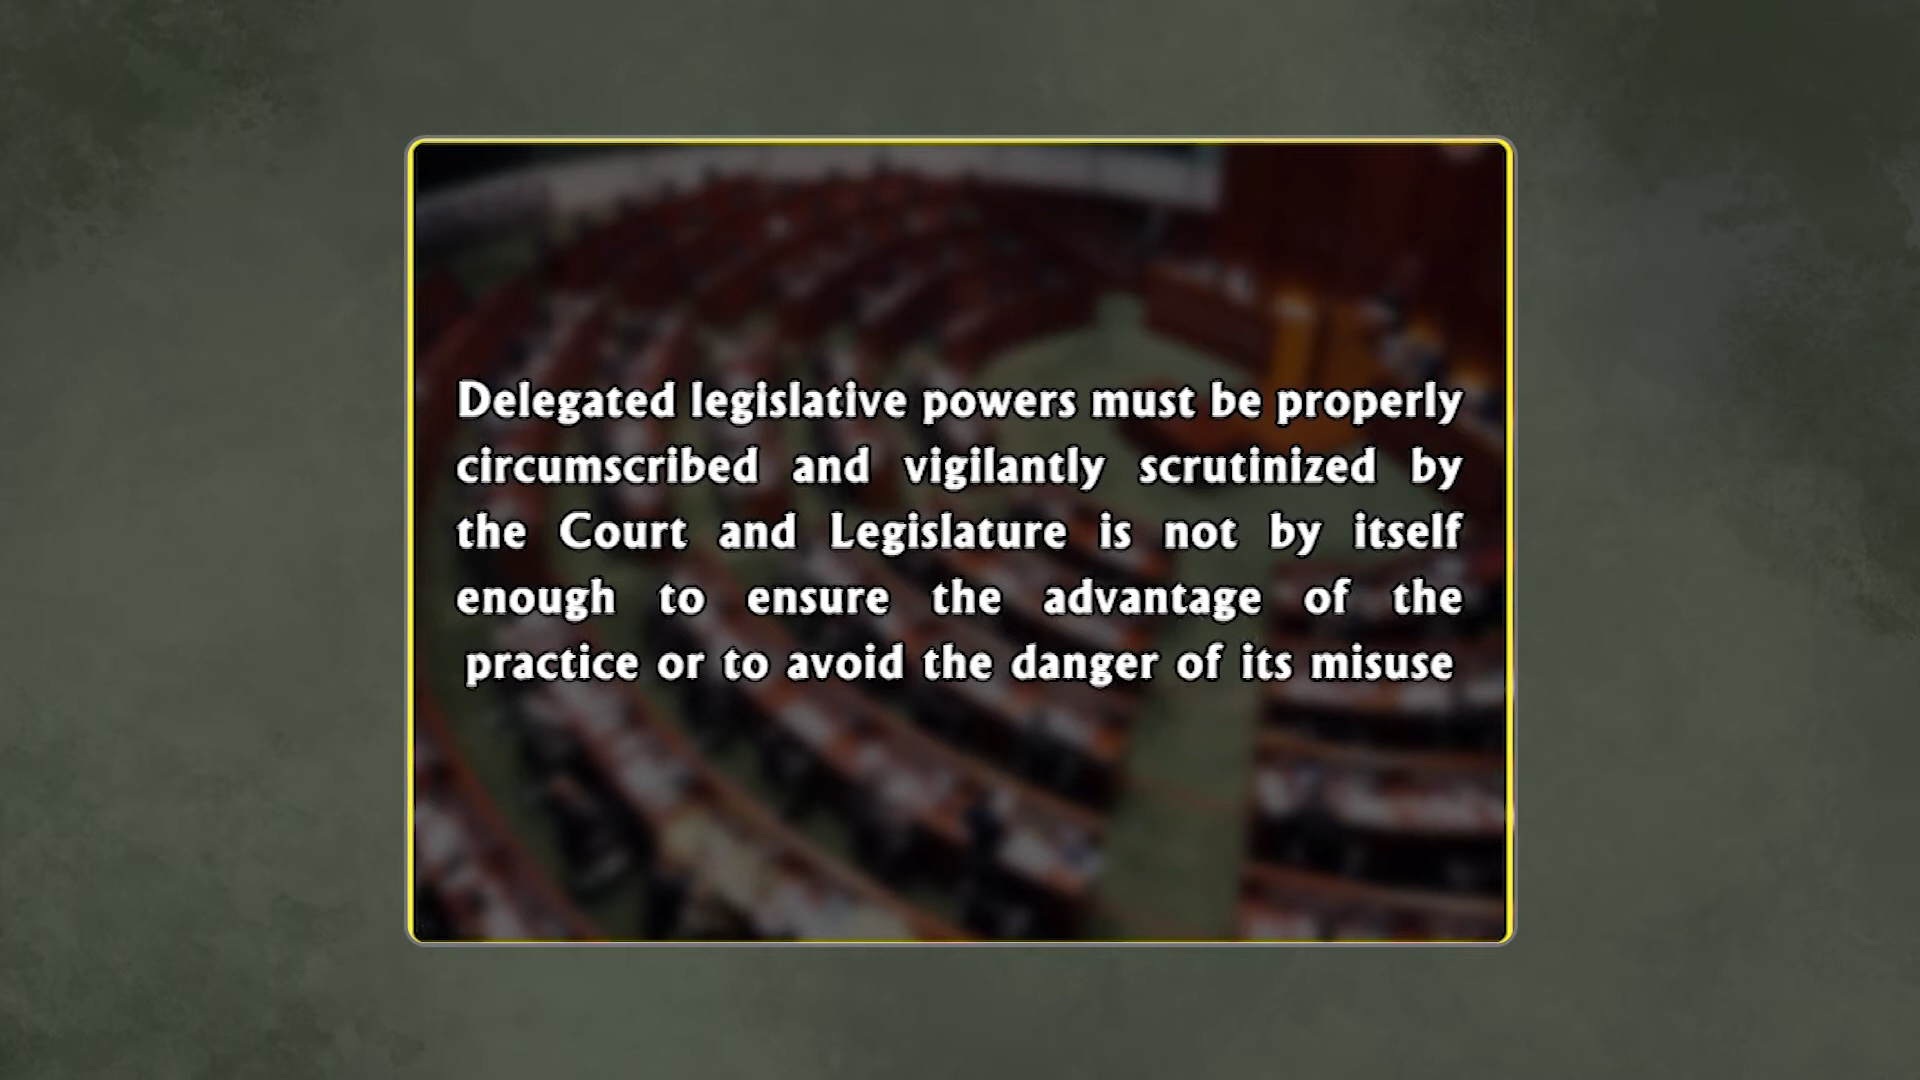 Delegated legislative powers must be properly
circumscribed and vigilantly scrutinized by
the Court and Legislature is not by itself
enough to ensure the advantage of the
practice or to avoid the danger of its misuse